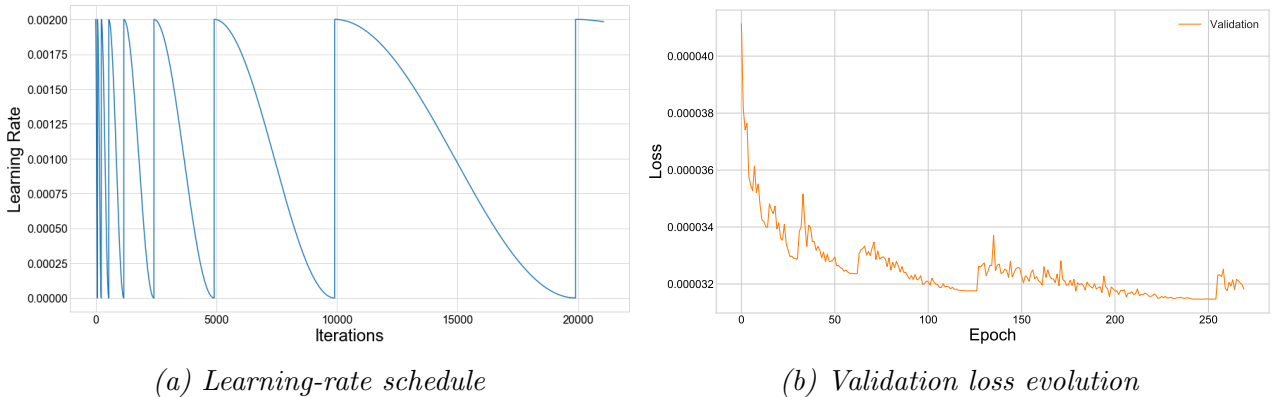 0.00200
0.00175
0.00150
0.00125
0.00100
0.00075
0.00050
0.00025
0.00000
Learning Rate
0 5000 10000 15000 20000
Iterations
(a) Learning-rate schedule
Validation
0.000040
0.000038
0.000036
0.000034
0.000032
Loss
0 50 100 150 200 250
Epoch
(b) Validation loss evolution